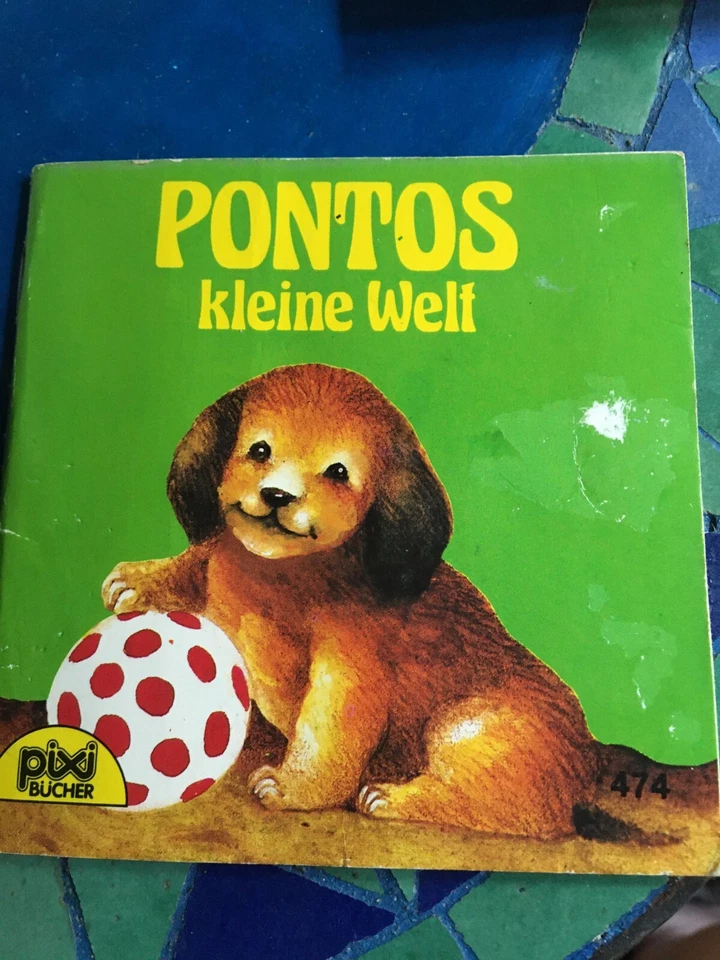 PONTOS
kleine Welt
pixi
BÜCHER
474